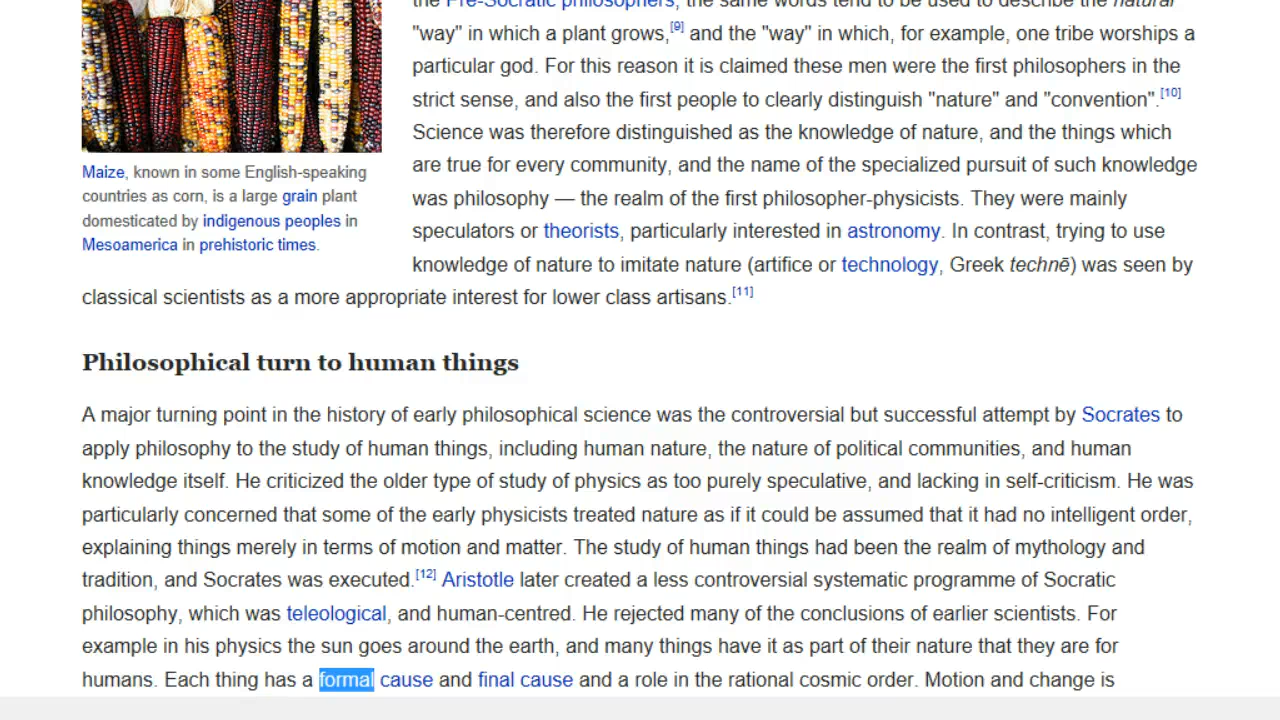 the Pre-Socratic philosophers, the same words tend to be used to describe the natural
"way" in which a plant grows,[9] and the "way" in which, for example, one tribe worships a
particular god. For this reason it is claimed these men were the first philosophers in the
strict sense, and also the first people to clearly distinguish "nature" and "convention".[10]
Science was therefore distinguished as the knowledge of nature, and the things which
are true for every community, and the name of the specialized pursuit of such knowledge
was philosophy — the realm of the first philosopher-physicists. They were mainly
speculators or theorists, particularly interested in astronomy. In contrast, trying to use
knowledge of nature to imitate nature (artifice or technology, Greek technē) was seen by
classical scientists as a more appropriate interest for lower class artisans.[11]
Maize, known in some English-speaking
countries as corn, is a large grain plant
domesticated by indigenous peoples in
Mesoamerica in prehistoric times.
Philosophical turn to human things
A major turning point in the history of early philosophical science was the controversial but successful attempt by Socrates to
apply philosophy to the study of human things, including human nature, the nature of political communities, and human
knowledge itself. He criticized the older type of study of physics as too purely speculative, and lacking in self-criticism. He was
particularly concerned that some of the early physicists treated nature as if it could be assumed that it had no intelligent order,
explaining things merely in terms of motion and matter. The study of human things had been the realm of mythology and
tradition, and Socrates was executed.[12] Aristotle later created a less controversial systematic programme of Socratic
philosophy, which was teleological, and human-centred. He rejected many of the conclusions of earlier scientists. For
example in his physics the sun goes around the earth, and many things have it as part of their nature that they are for
humans. Each thing has a formal cause and final cause and a role in the rational cosmic order. Motion and change is